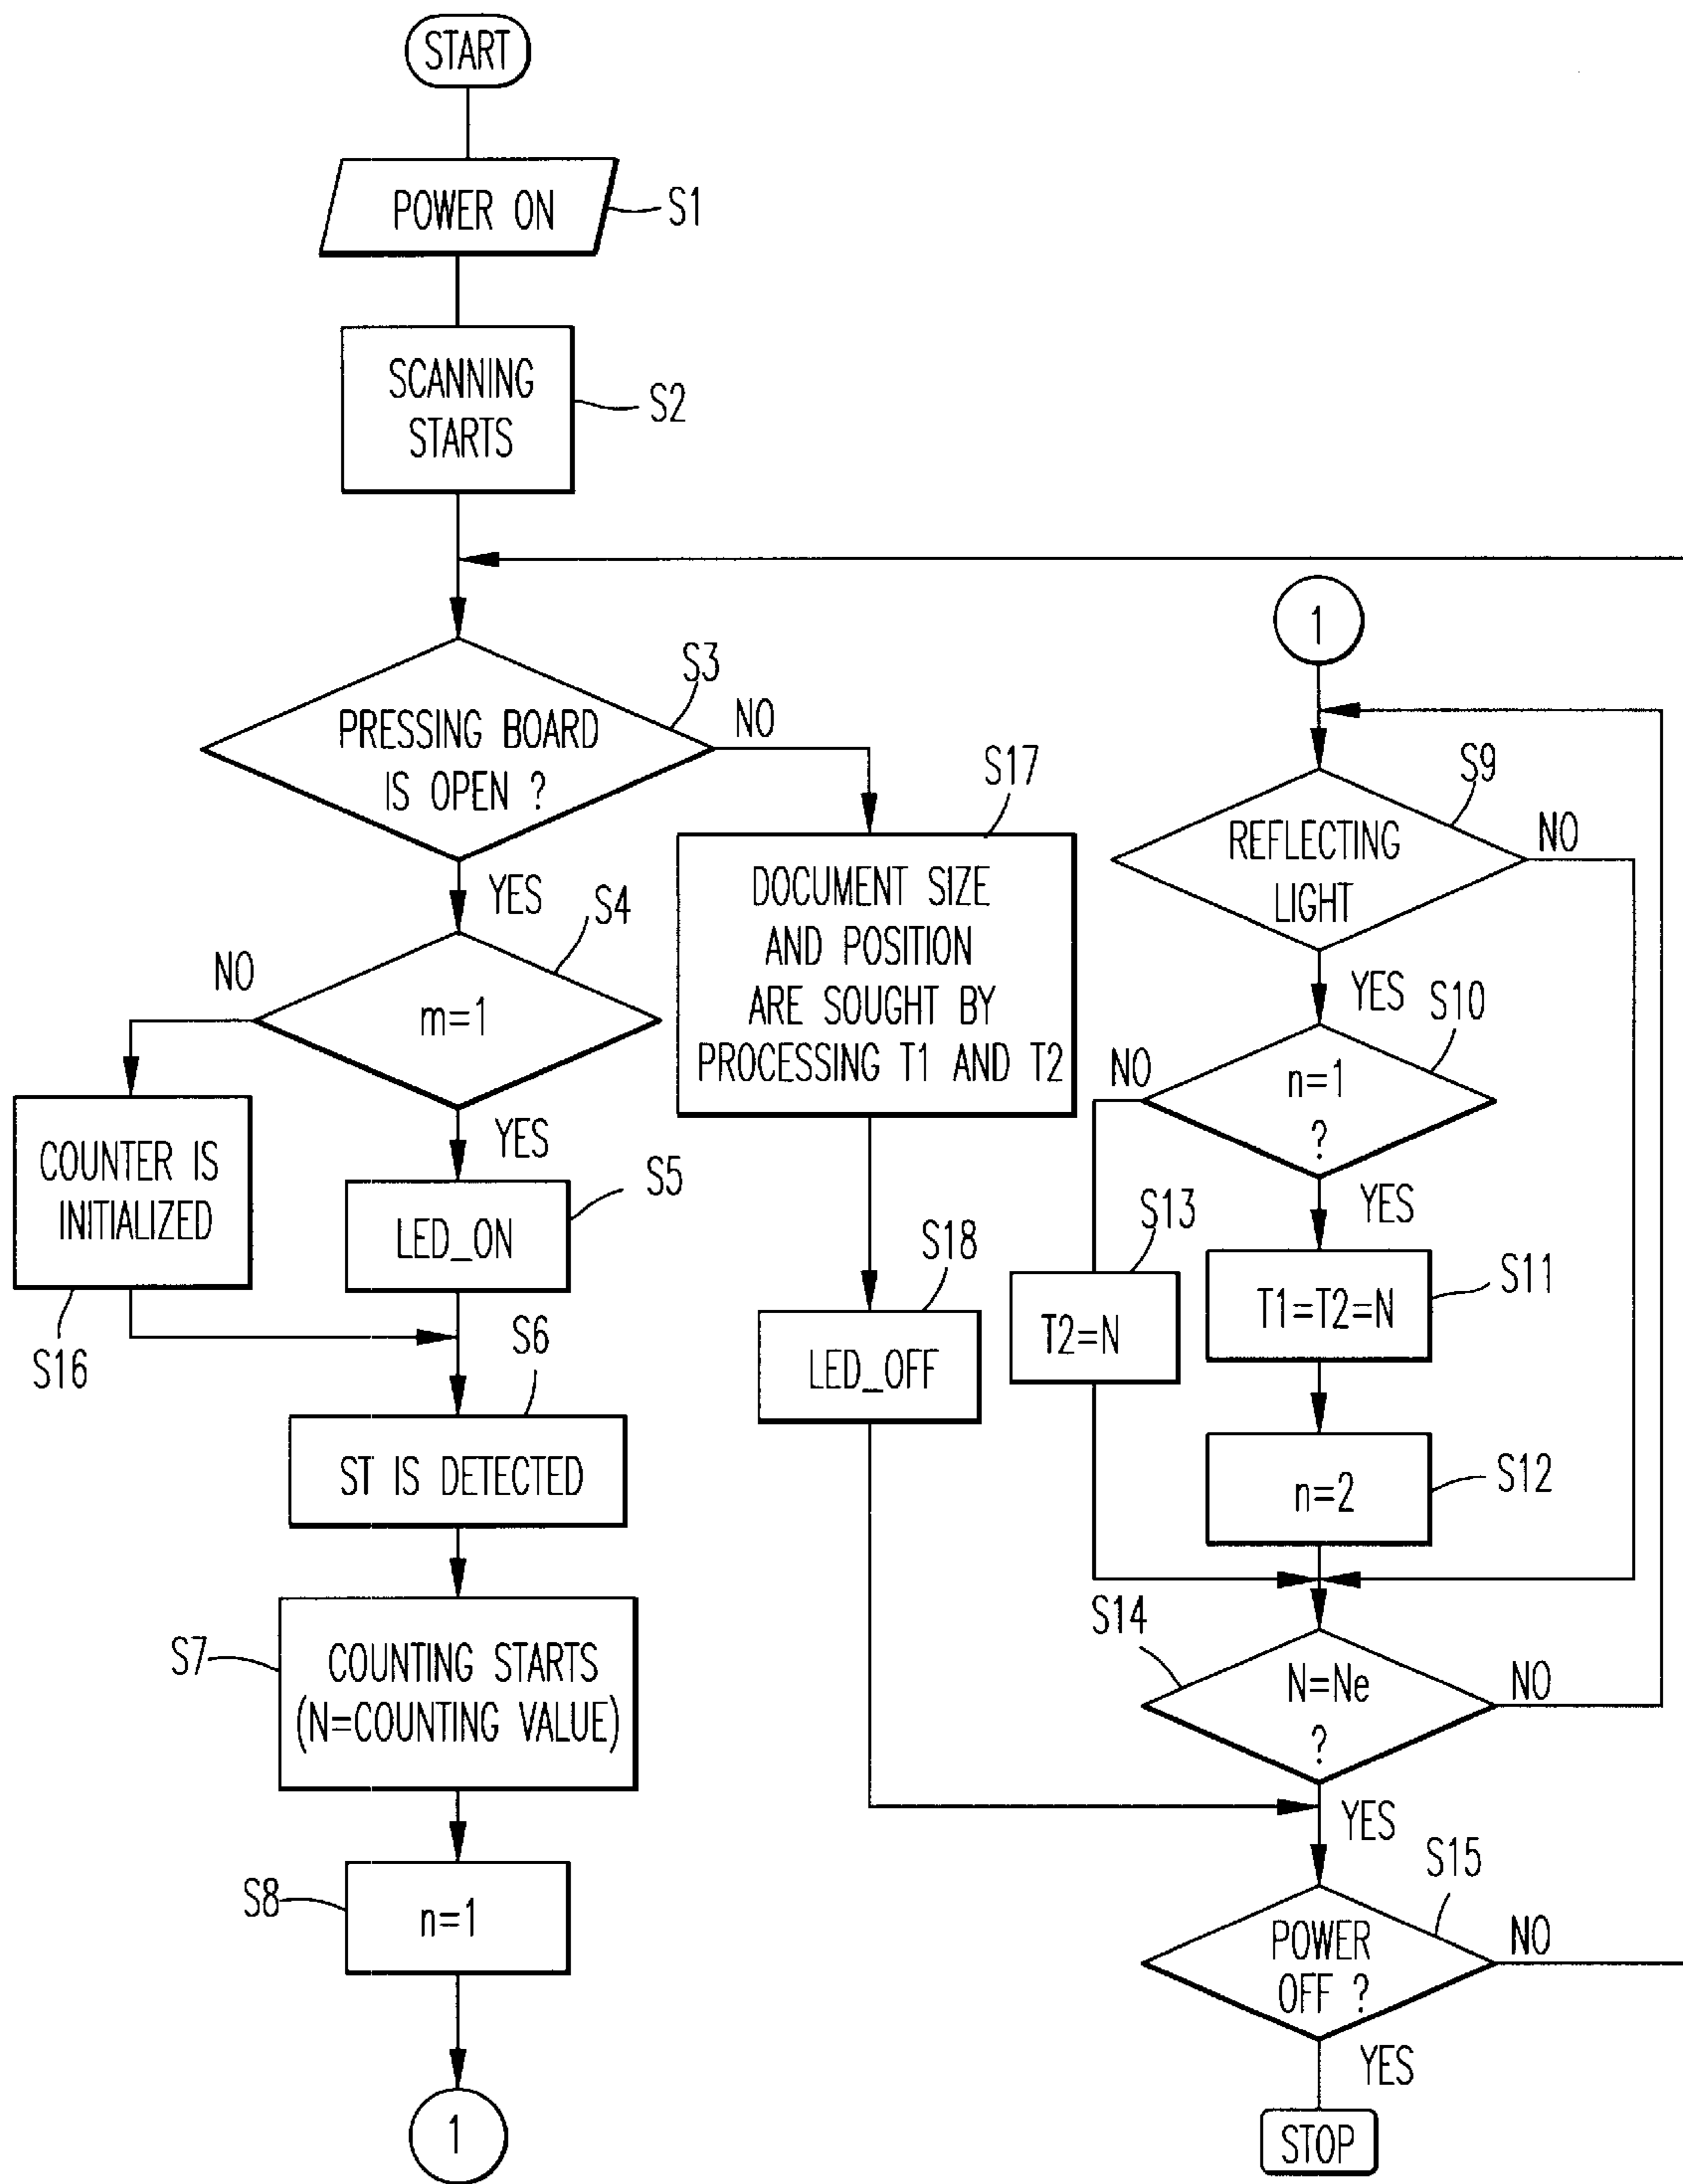 START
POWER ON
S1
SCANNING
STARTS
S2
PRESSING BOARD
IS OPEN ?
S3
NO
YES
m=1
S4
NO
YES
COUNTER IS
INITIALIZED
S16
LED_ON
S5
ST IS DETECTED
S6
COUNTING STARTS
(N=COUNTING VALUE)
S7
n=1
S8
1
S17
DOCUMENT SIZE
AND POSITION
ARE SOUGHT BY
PROCESSING T1 AND T2
S18
LED_OFF
1
S9
REFLECTING
LIGHT
NO
YES
S10
n=1
?
NO
YES
S13
T2=N
T1=T2=N
S11
n=2
S12
S14
N=Ne
?
NO
YES
S15
POWER
OFF ?
NO
YES
STOP